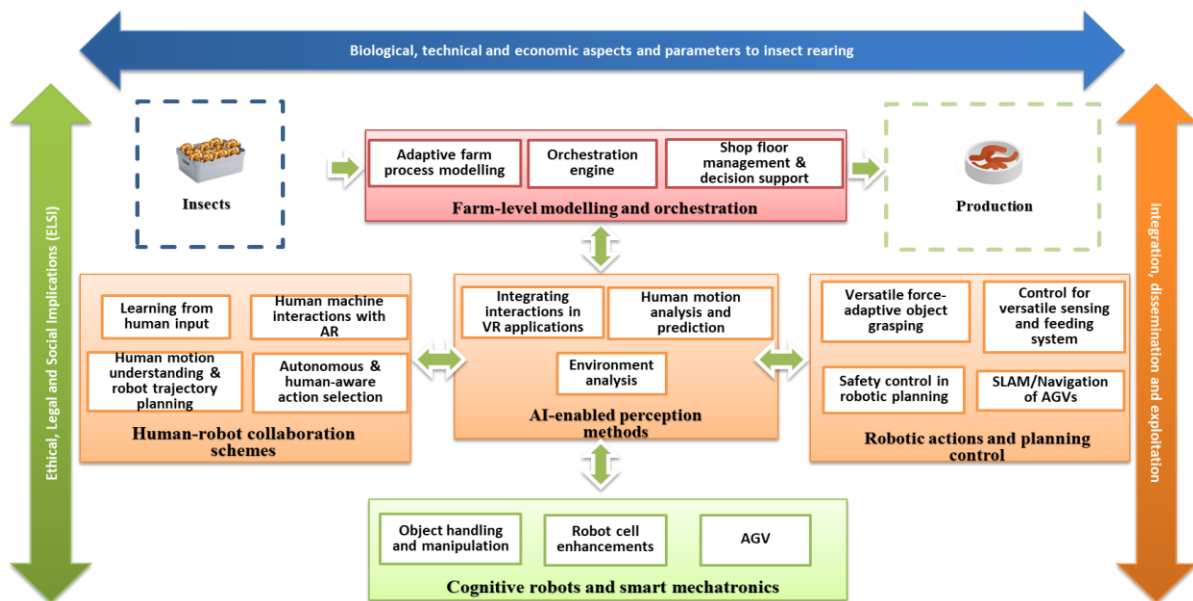 Biological, technical and economic aspects and parameters to insect rearing
Ethical, Legal and Social Implications (ELSI)
Insects
Adaptive farm
process modelling
Orchestration
engine
Shop floor
management &
decision support
Farm-level modelling and orchestration
Production
Integration, dissemination and exploitation
Learning from
human input
Human machine
interactions with
AR
Human motion
understanding &
robot trajectory
planning
Autonomous &
human-aware
action selection
Human-robot collaboration
schemes
Integrating
interactions in
VR applications
Human motion
analysis and
prediction
Environment
analysis
AI-enabled perception
methods
Versatile force-
adaptive object
grasping
Control for
versatile sensing
and feeding
system
Safety control in
robotic planning
SLAM/Navigation
of AGVs
Robotic actions and planning
control
Object handling
and manipulation
Robot cell
enhancements
AGV
Cognitive robots and smart mechatronics